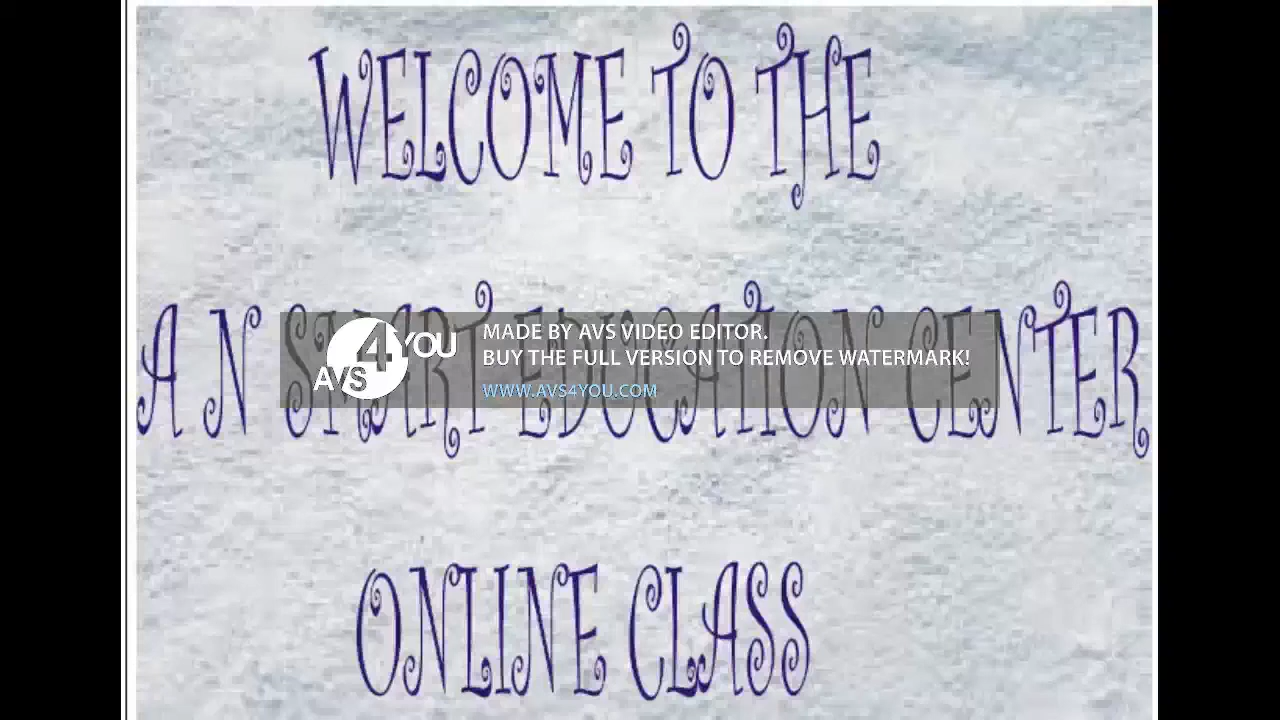 WELCOME TO THE
A N SMART EDUCATION CENTER
AVS4YOU
MADE BY AVS VIDEO EDITOR.
BUY THE FULL VERSION TO REMOVE WATERMARK!
WWW.AVS4YOU.COM
ONLINE CLASS